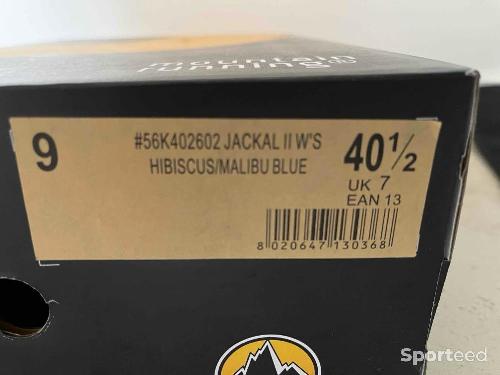 mountain
running®
9
#56K402602 JACKAL II W'S
HIBISCUS/MALIBU BLUE
40½
UK 7
EAN 13
8 020647 130368
Sporteed